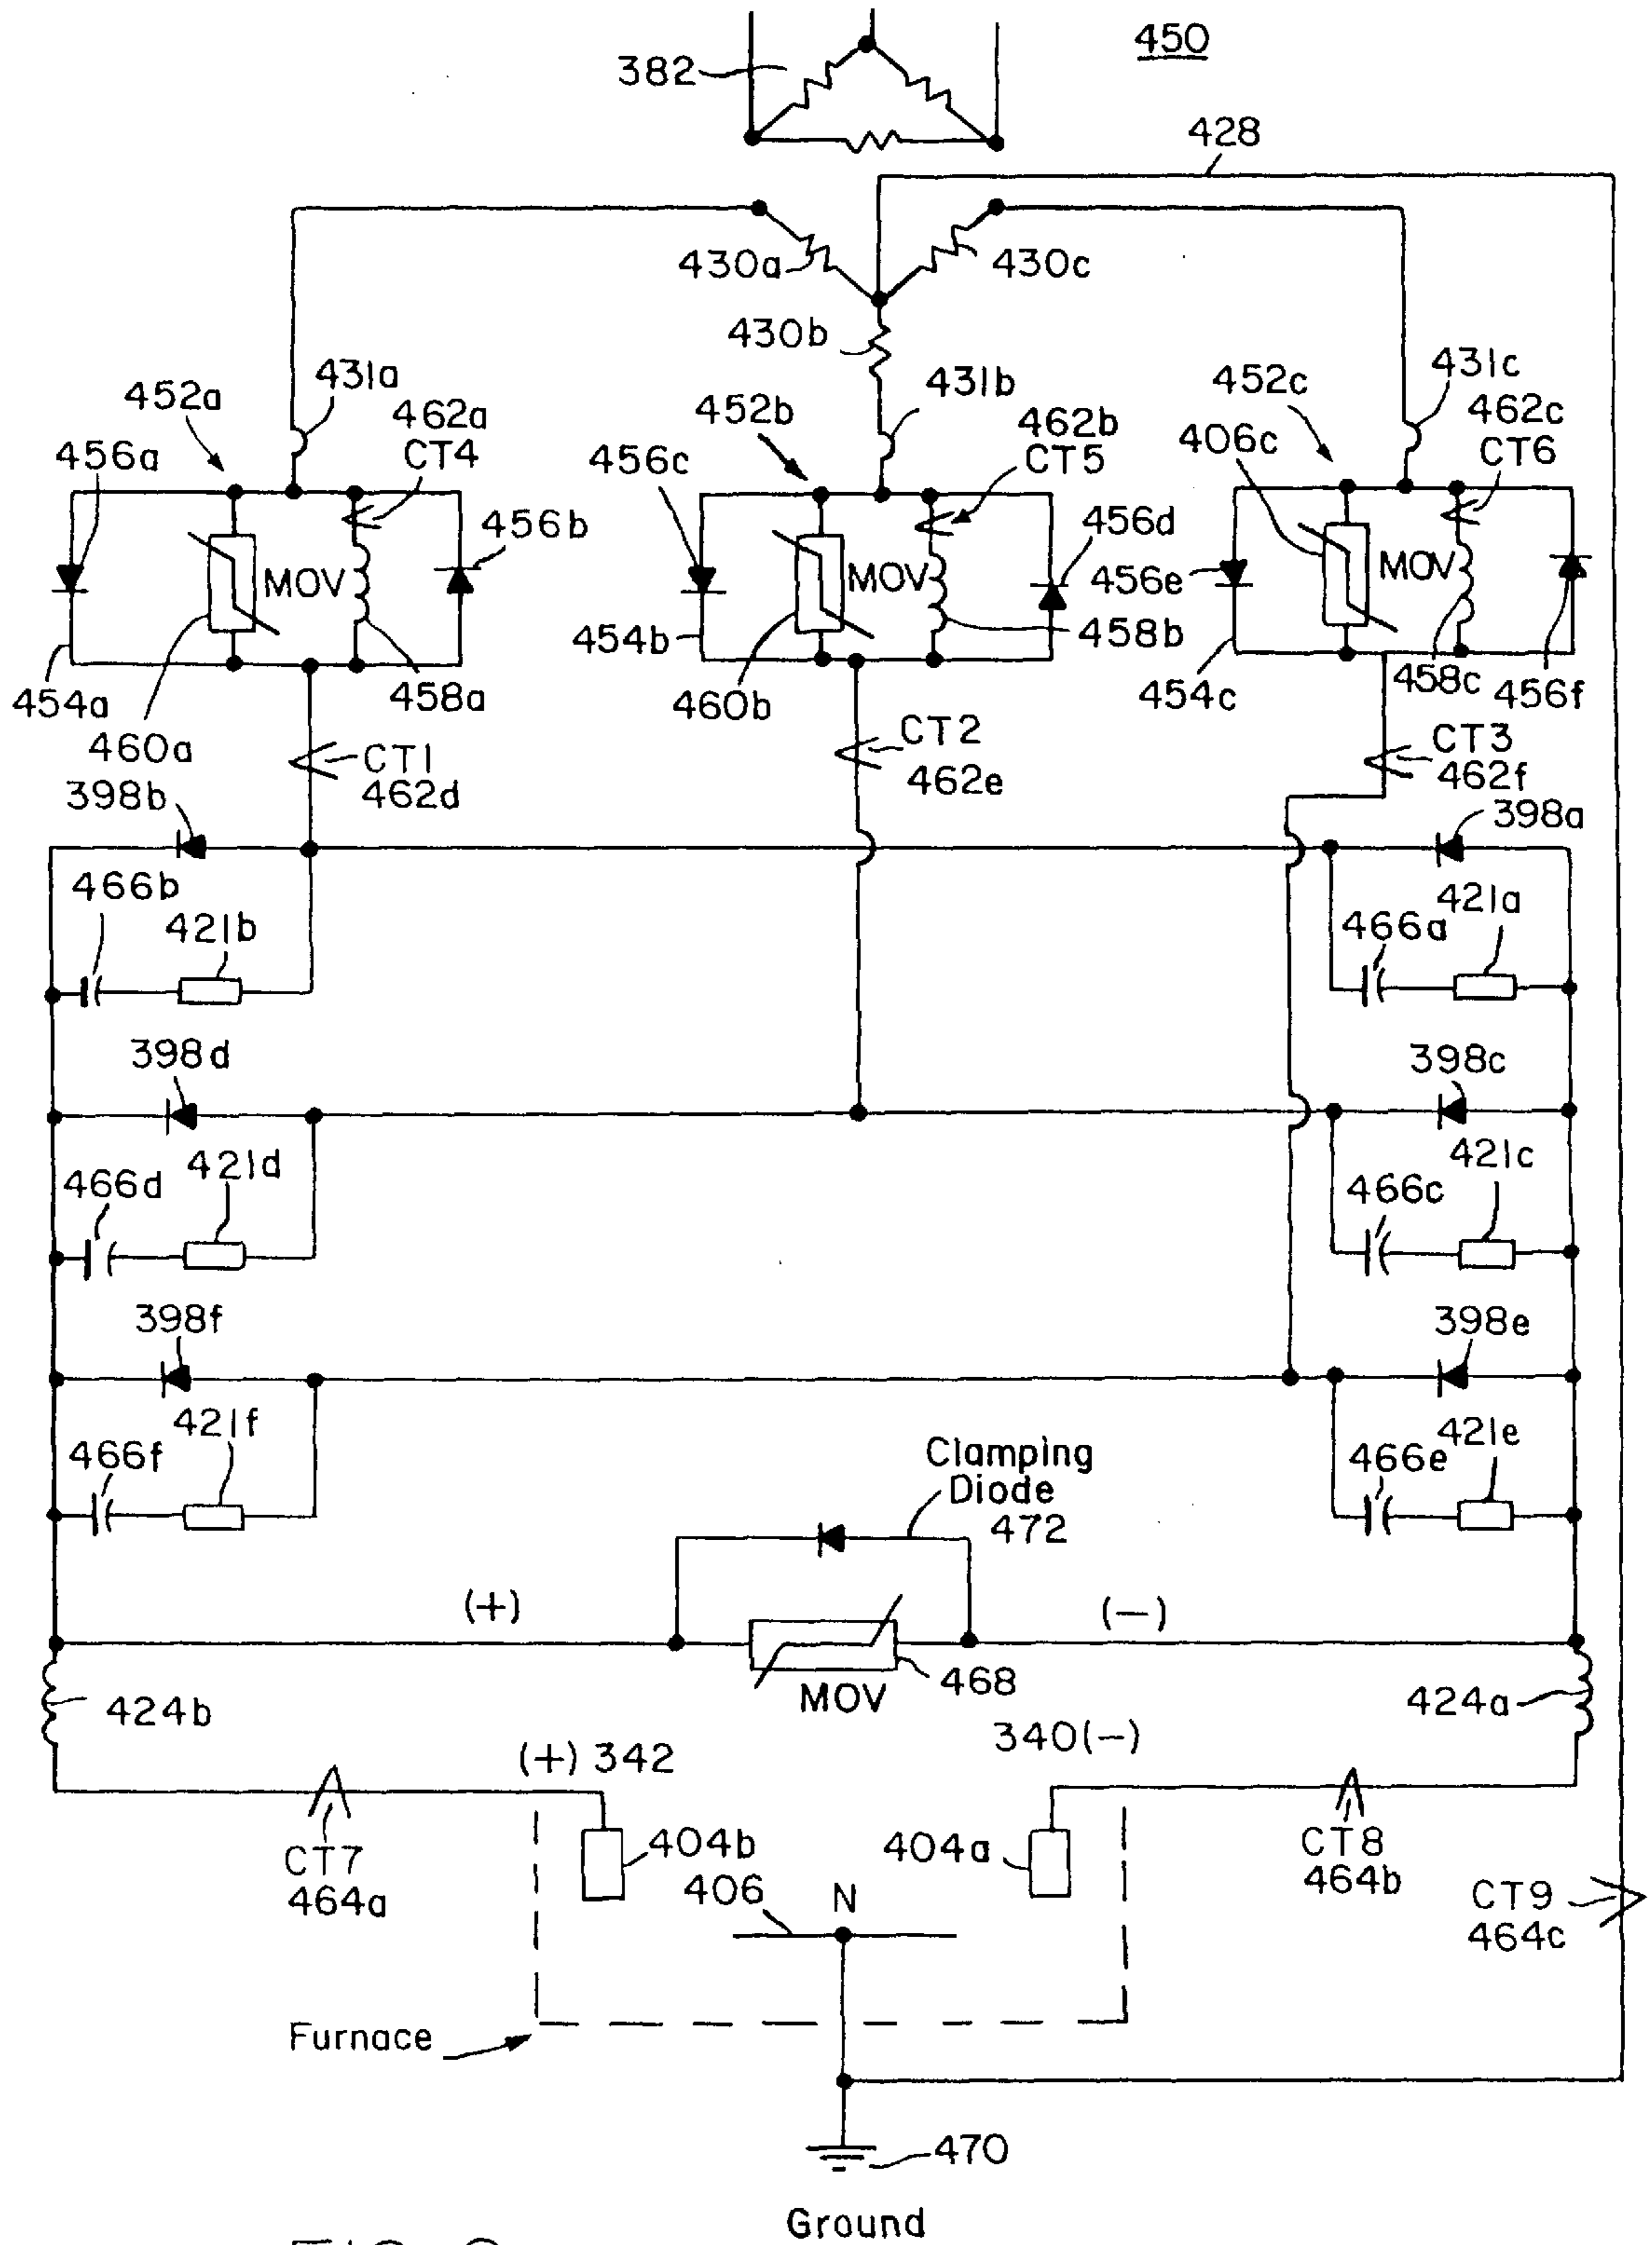 450
382
428
430a
430c
430b
431a
431b
431c
452a
452b
452c
462a
CT4
462b
CT5
462c
CT6
456a
456c
406c
456b
456d
456e
MOV
MOV
MOV
454a
454b
454c
458a
458b
458c
456f
460a
460b
CT1
462d
CT2
462e
CT3
462f
398b
398a
466b
421b
466a
421a
398d
398c
466d
421d
466c
421c
398f
398e
466f
421f
466e
421e
Clamping
Diode
472
(+)
(−)
468
MOV
424b
424a
(+) 342
340(−)
CT7
464a
404b
404a
CT8
464b
406
N
CT9
464c
Furnace
470
Ground